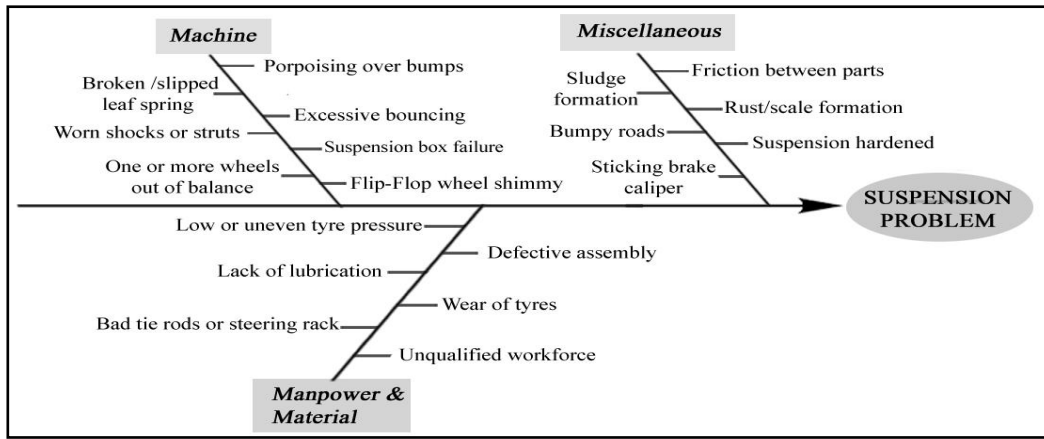 Machine
Porpoising over bumps
Broken /slipped
leaf spring
Excessive bouncing
Worn shocks or struts
Suspension box failure
One or more wheels
out of balance
Flip-Flop wheel shimmy
Miscellaneous
Friction between parts
Sludge
formation
Rust/scale formation
Bumpy roads
Suspension hardened
Sticking brake
caliper
SUSPENSION
PROBLEM
Low or uneven tyre pressure
Defective assembly
Lack of lubrication
Wear of tyres
Bad tie rods or steering rack
Unqualified workforce
Manpower &
Material